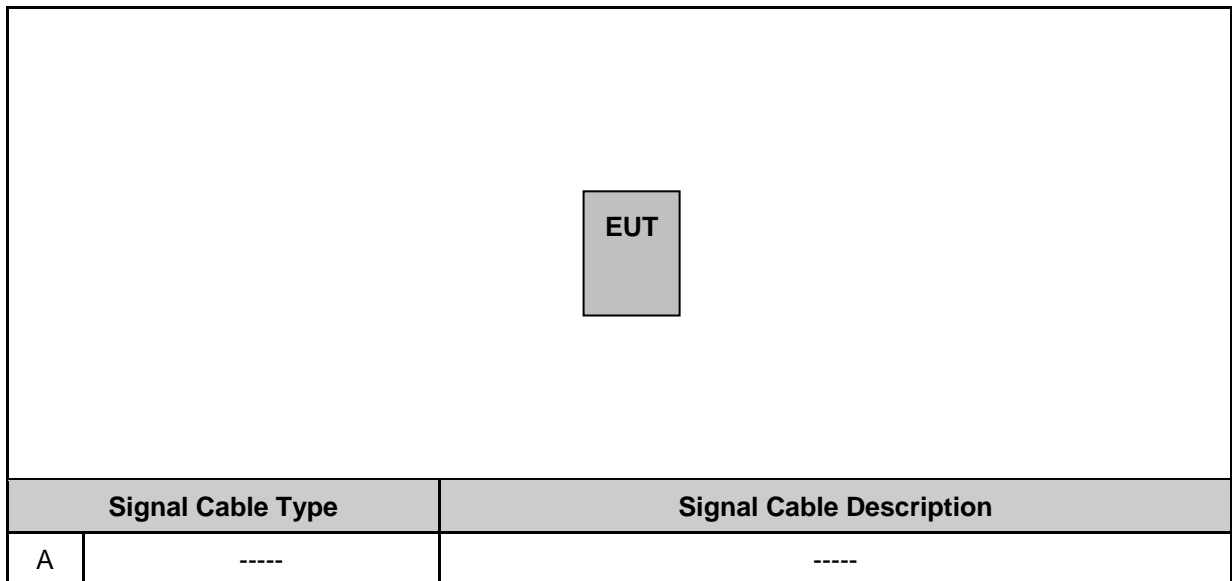 EUT
Signal Cable Type Signal Cable Description
A ----- -----